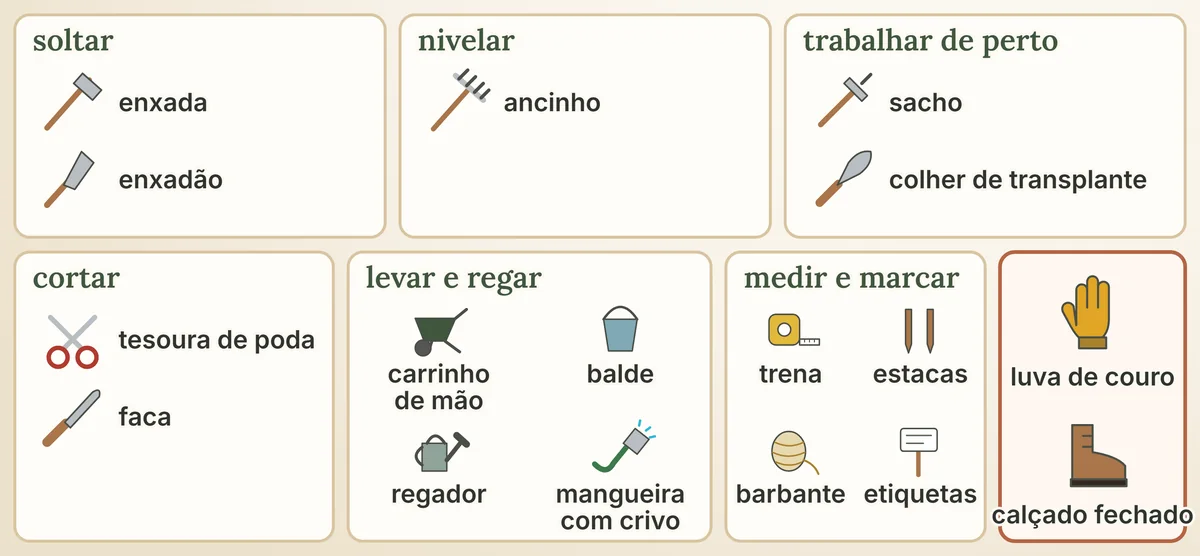 soltar
enxada
enxadão
nivelar
ancinho
trabalhar de perto
sacho
colher de transplante
cortar
tesoura de poda
faca
levar e regar
carrinho
de mão
balde
regador
mangueira
com crivo
medir e marcar
trena
estacas
barbante
etiquetas
luva de couro
calçado fechado